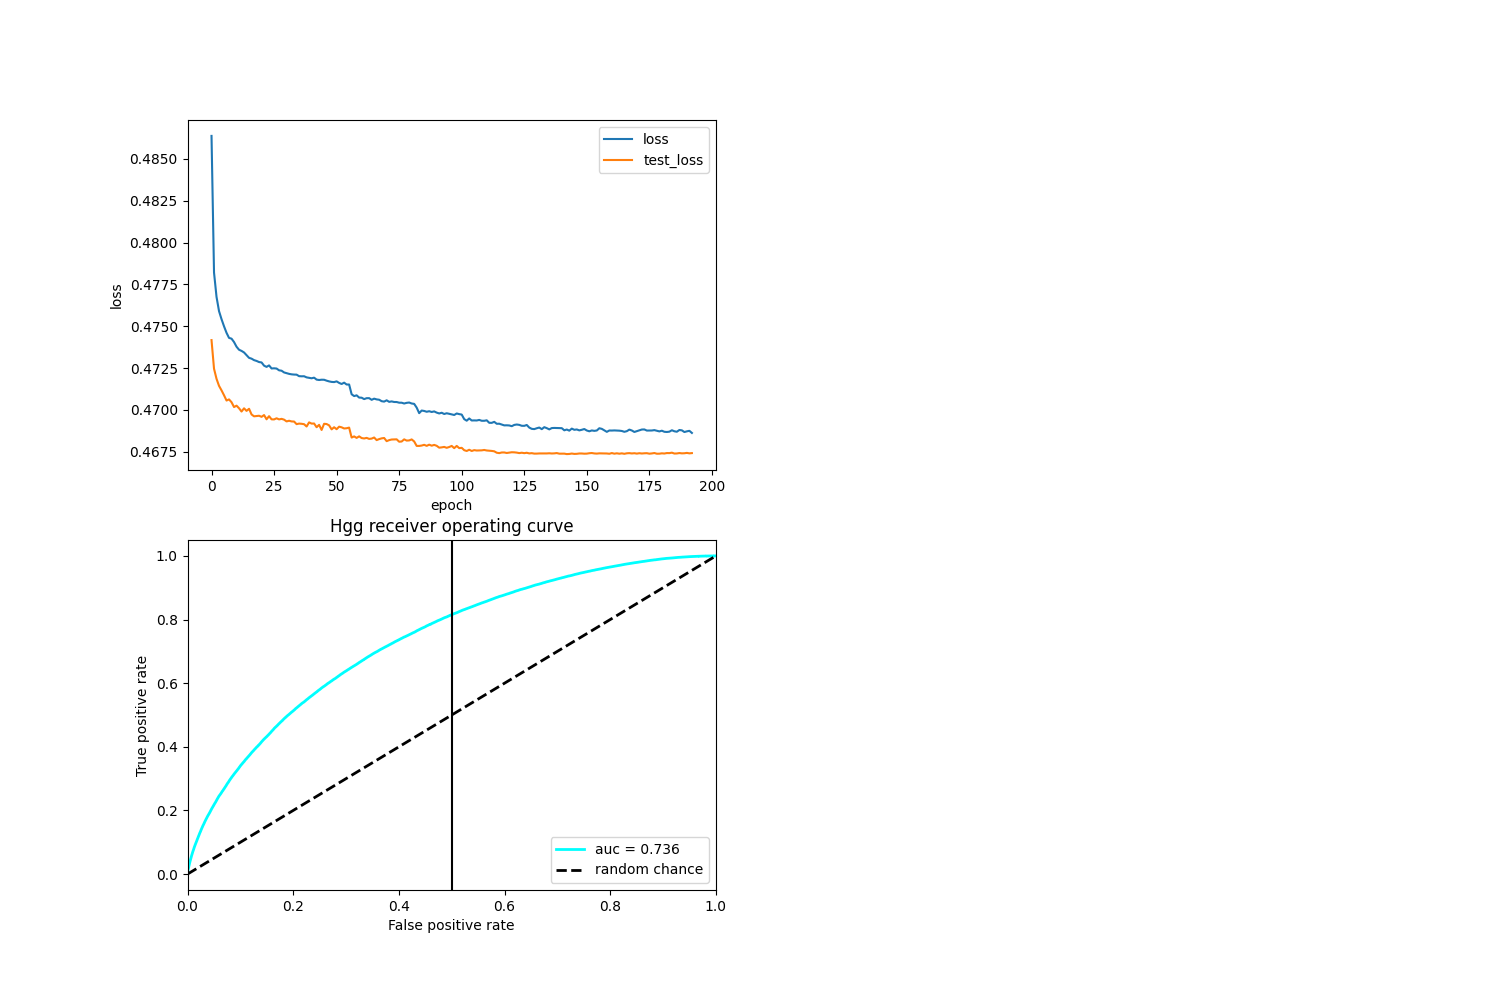 loss
test_loss
0.4850
0.4825
0.4800
0.4775
0.4750
0.4725
0.4700
0.4675
loss
0 25 50 75 100 125 150 175 200
epoch
Hgg receiver operating curve
1.0
0.8
0.6
0.4
0.2
0.0
True positive rate
auc = 0.736
random chance
0.0 0.2 0.4 0.6 0.8 1.0
False positive rate